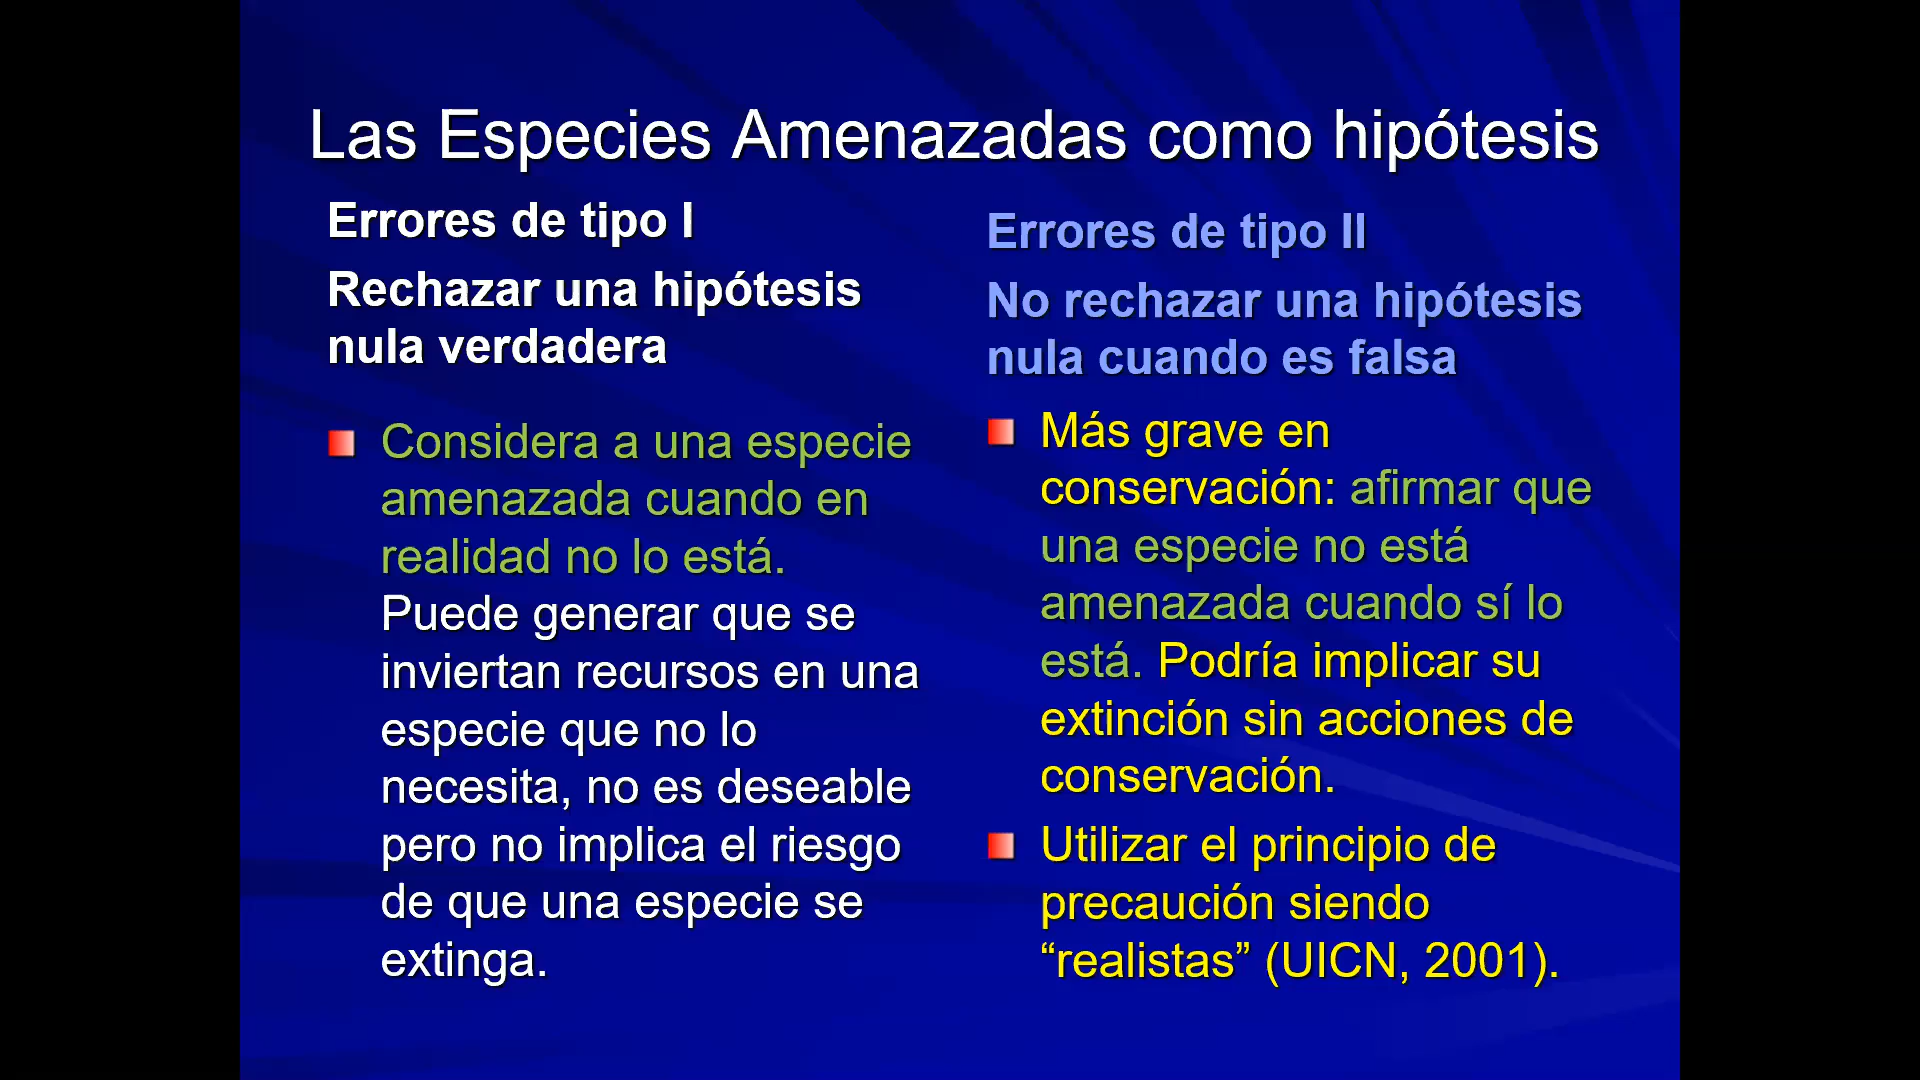 Las Especies Amenazadas como hipótesis
Errores de tipo I
Rechazar una hipótesis
nula verdadera
Considera a una especie
amenazada cuando en
realidad no lo está.
Puede generar que se
inviertan recursos en una
especie que no lo
necesita, no es deseable
pero no implica el riesgo
de que una especie se
extinga.
Errores de tipo II
No rechazar una hipótesis
nula cuando es falsa
Más grave en
conservación: afirmar que
una especie no está
amenazada cuando sí lo
está. Podría implicar su
extinción sin acciones de
conservación.
Utilizar el principio de
precaución siendo
“realistas” (UICN, 2001).